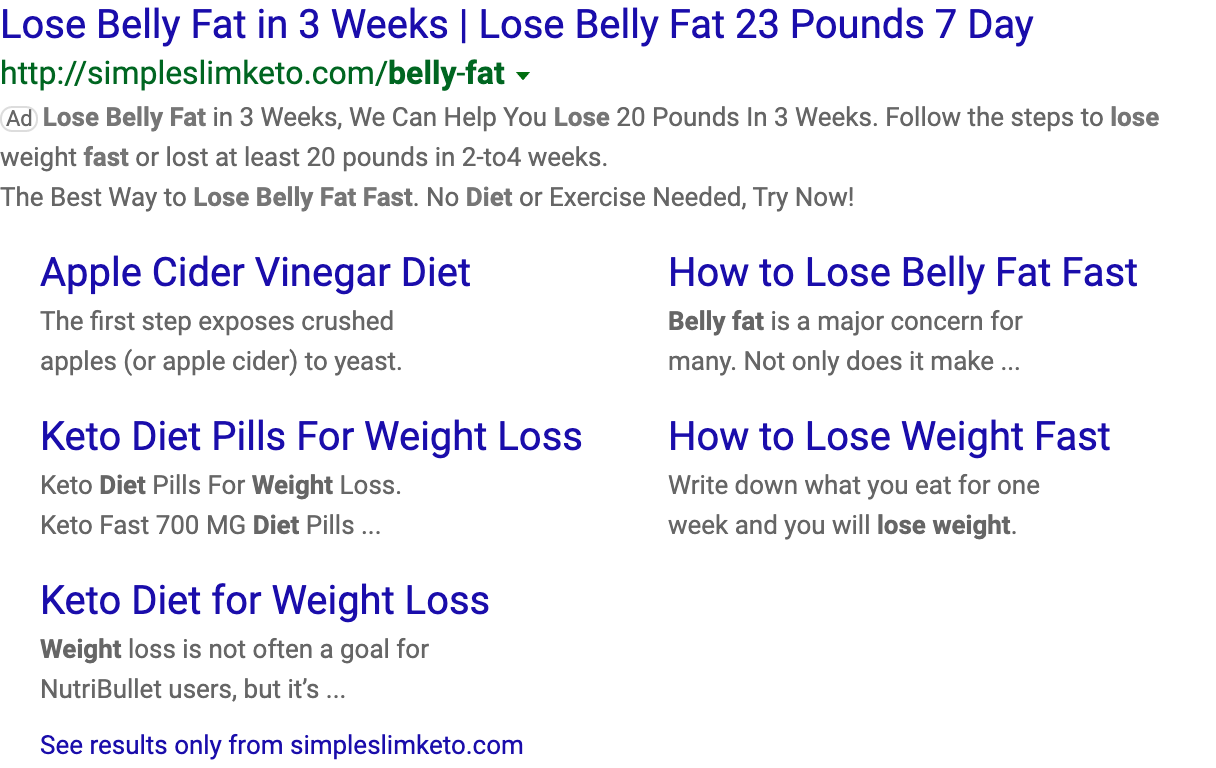 Lose Belly Fat in 3 Weeks | Lose Belly Fat 23 Pounds 7 Day
http://simpleslimketo.com/belly-fat
Ad Lose Belly Fat in 3 Weeks, We Can Help You Lose 20 Pounds In 3 Weeks. Follow the steps to lose
weight fast or lost at least 20 pounds in 2-to4 weeks.
The Best Way to Lose Belly Fat Fast. No Diet or Exercise Needed, Try Now!
Apple Cider Vinegar Diet
The first step exposes crushed
apples (or apple cider) to yeast.
How to Lose Belly Fat Fast
Belly fat is a major concern for
many. Not only does it make ...
Keto Diet Pills For Weight Loss
Keto Diet Pills For Weight Loss.
Keto Fast 700 MG Diet Pills ...
How to Lose Weight Fast
Write down what you eat for one
week and you will lose weight.
Keto Diet for Weight Loss
Weight loss is not often a goal for
NutriBullet users, but it’s ...
See results only from simpleslimketo.com